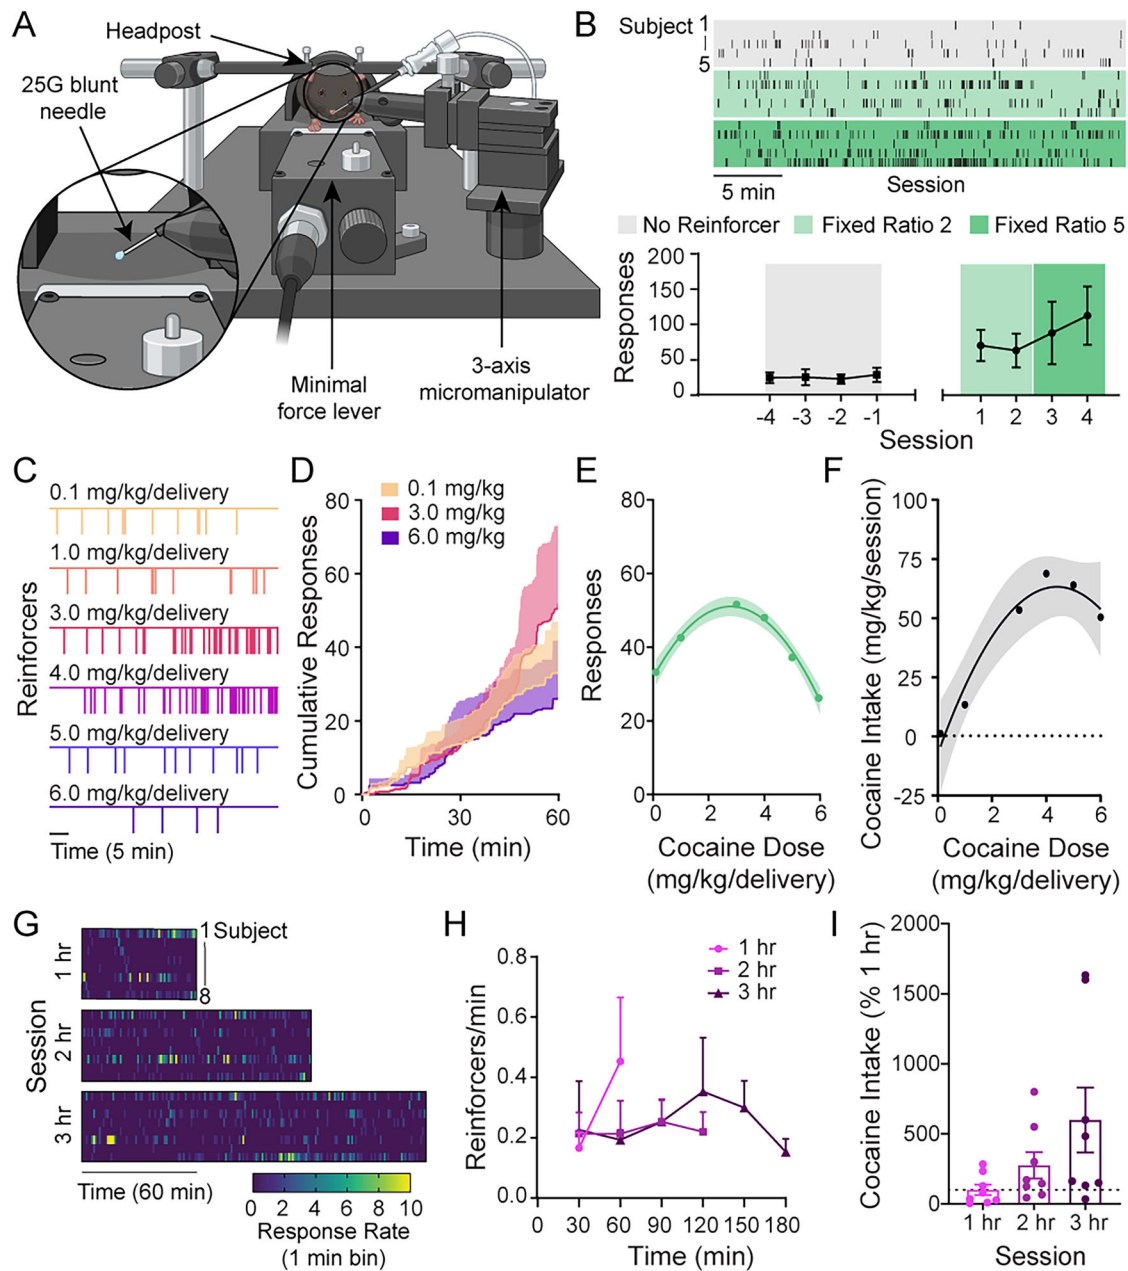 A
Headpost
25G blunt
needle
Minimal
force lever
3-axis
micromanipulator
B
Subject 1
5
5 min
Session
No Reinforcer
Fixed Ratio 2
Fixed Ratio 5
Responses
200
150
100
50
0
-4
-3
-2
-1
1
2
3
4
Session
C
Reinforcers
0.1 mg/kg/delivery
1.0 mg/kg/delivery
3.0 mg/kg/delivery
4.0 mg/kg/delivery
5.0 mg/kg/delivery
6.0 mg/kg/delivery
Time (5 min)
D
0.1 mg/kg
3.0 mg/kg
6.0 mg/kg
Cumulative Responses
80
60
40
20
0
0
30
60
Time (min)
E
Responses
80
60
40
20
0
2
4
6
Cocaine Dose
(mg/kg/delivery)
F
Cocaine Intake (mg/kg/session)
100
75
50
25
0
-25
0
2
4
6
Cocaine Dose
(mg/kg/delivery)
G
Session
1 hr
2 hr
3 hr
1 Subject
8
Time (60 min)
0 2 4 6 8 10
Response Rate
(1 min bin)
H
1 hr
2 hr
3 hr
Reinforcers/min
0.8
0.6
0.4
0.2
0.0
0 30 60 90 120 150 180
Time (min)
I
Cocaine Intake (% 1 hr)
2000
1500
1000
500
0
1 hr
2 hr
3 hr
Session